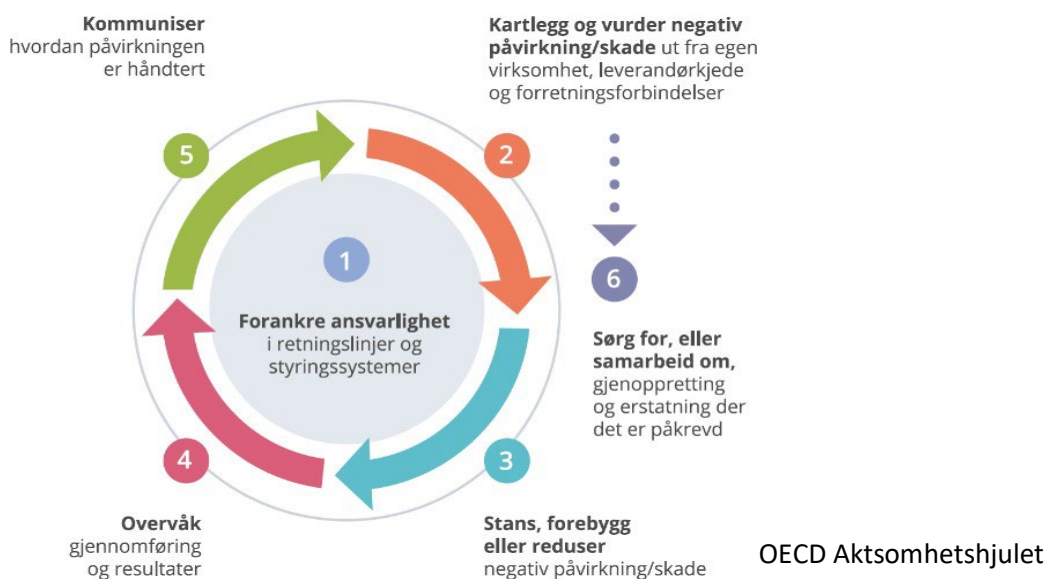 Kommuniser
hvordan påvirkningen
er håndtert
Kartlegg og vurder negativ
påvirkning/skade ut fra egen
virksomhet, leverandørkjede
og forretningsforbindelser
5
2
1
Forankre ansvarlighet
i retningslinjer og
styringssystemer
6
Sørg for, eller
samarbeid om,
gjenoppretting
og erstatning der
det er påkrevd
4
3
Overvåk
gjennomføring
og resultater
Stans, forebygg
eller reduser
negativ påvirkning/skade
OECD Aktsomhetshjulet